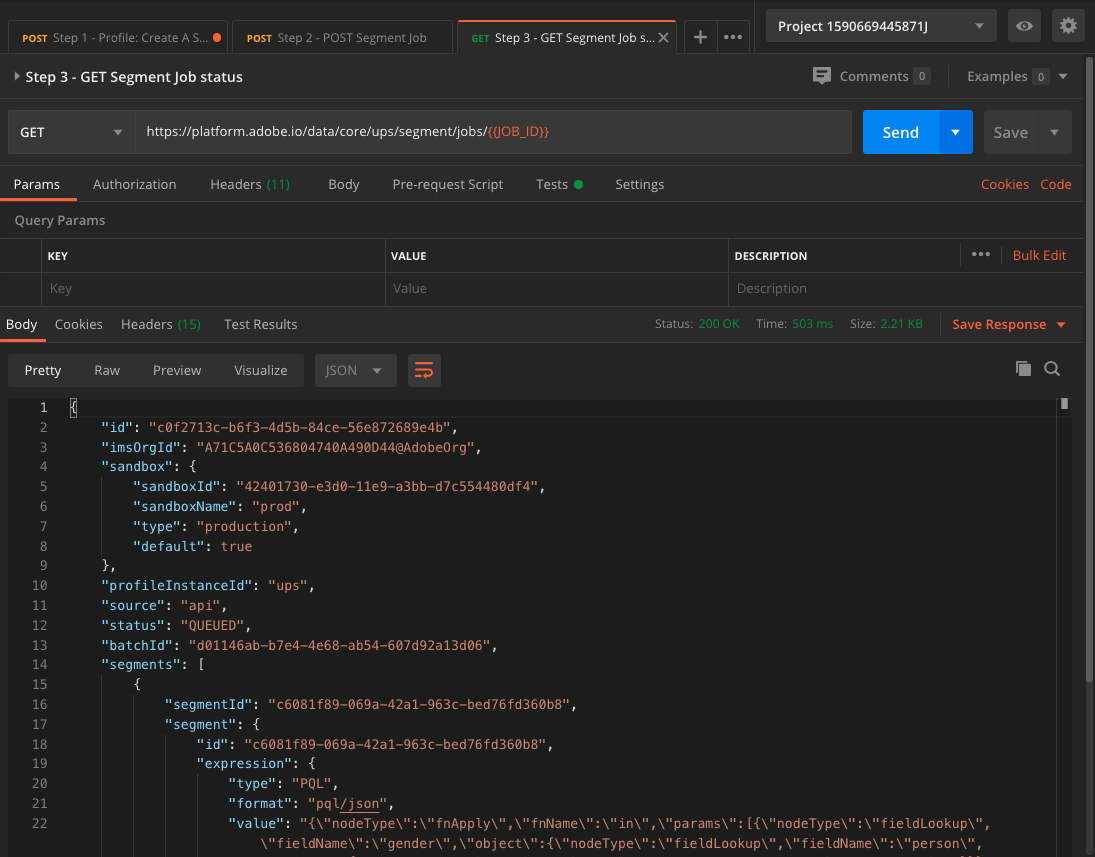 POST Step 1 - Profile: Create A S...
POST Step 2 - POST Segment Job
GET Step 3 - GET Segment Job s...
Project 1590669445871J
Step 3 - GET Segment Job status
Comments 0
Examples 0
GET
https://platform.adobe.io/data/core/ups/segment/jobs/{{JOB_ID}}
Send
Save
Params Authorization Headers (11) Body Pre-request Script Tests Settings Cookies Code
Query Params
KEY VALUE DESCRIPTION ••• Bulk Edit
Key Value Description
Body Cookies Headers (15) Test Results Status: 200 OK Time: 503 ms Size: 2.21 KB Save Response
Pretty Raw Preview Visualize JSON
1 {
2 "id": "c0f2713c-b6f3-4d5b-84ce-56e872689e4b",
3 "imsOrgId": "A71C5A0C536804740A490D44@AdobeOrg",
4 "sandbox": {
5 "sandboxId": "42401730-e3d0-11e9-a3bb-d7c554480df4",
6 "sandboxName": "prod",
7 "type": "production",
8 "default": true
9 },
10 "profileInstanceId": "ups",
11 "source": "api",
12 "status": "QUEUED",
13 "batchId": "d01146ab-b7e4-4e68-ab54-607d92a13d06",
14 "segments": [
15 {
16 "segmentId": "c6081f89-069a-42a1-963c-bed76fd360b8",
17 "segment": {
18 "id": "c6081f89-069a-42a1-963c-bed76fd360b8",
19 "expression": {
20 "type": "PQL",
21 "format": "pql/json",
22 "value": "{\"nodeType\":\"fnApply\",\"fnName\":\"in\",\"params\":[{\"nodeType\":\"fieldLookup\",
\"fieldName\":\"gender\",\"object\":{\"nodeType\":\"fieldLookup\",\"fieldName\":\"person\",